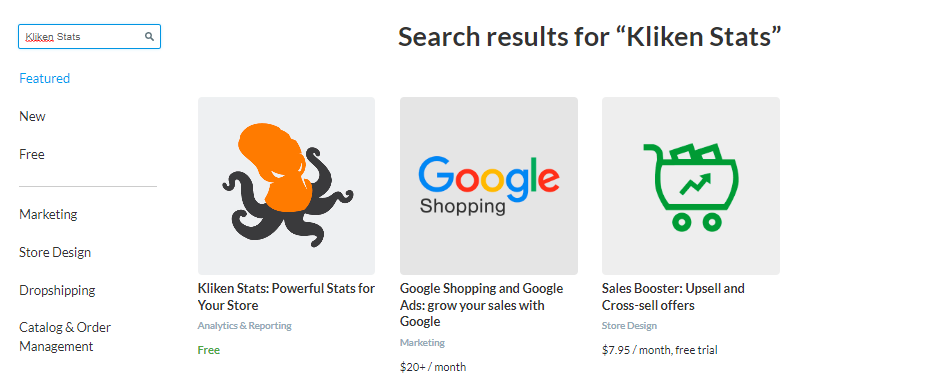 Kliken Stats
Search results for “Kliken Stats”
Featured
New
Free
Marketing
Store Design
Dropshipping
Catalog & Order
Management
Google
Shopping
Kliken Stats: Powerful Stats for
Your Store
Analytics & Reporting
Free
Google Shopping and Google
Ads: grow your sales with
Google
Marketing
$20+ / month
Sales Booster: Upsell and
Cross-sell offers
Store Design
$7.95 / month, free trial